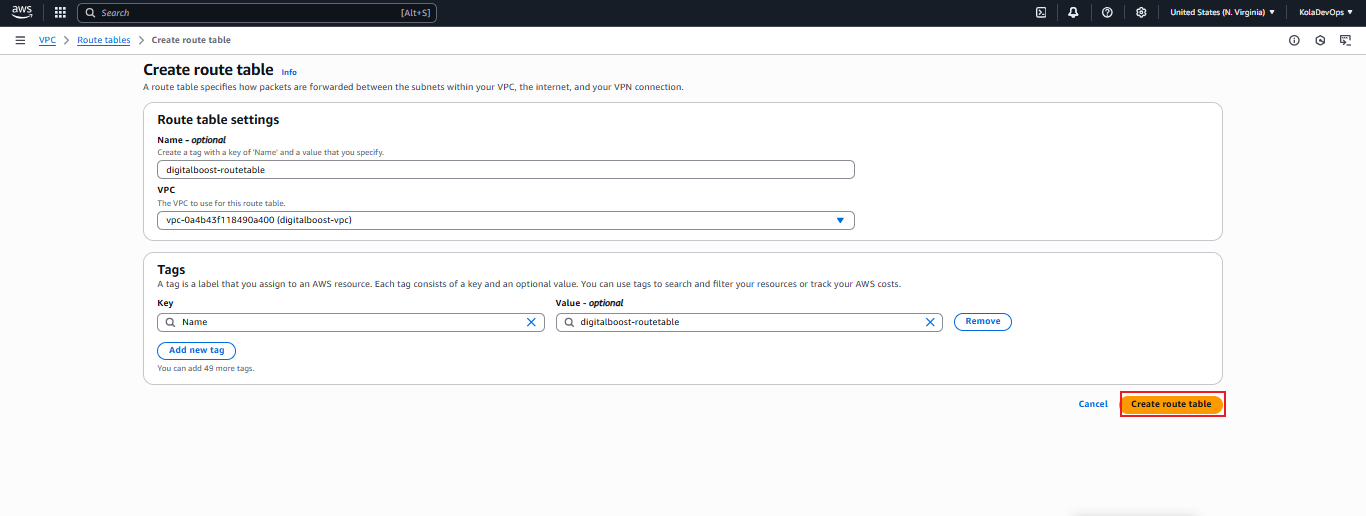 aws
Search [Alt+S]
United States (N. Virginia) KolaDevOps
VPC Route tables Create route table
Create route table Info
A route table specifies how packets are forwarded between the subnets within your VPC, the internet, and your VPN connection.
Route table settings
Name - optional
Create a tag with a key of 'Name' and a value that you specify.
digitalboost-routetable
VPC
The VPC to use for this route table.
vpc-0a4b43f118490a400 (digitalboost-vpc)
Tags
A tag is a label that you assign to an AWS resource. Each tag consists of a key and an optional value. You can use tags to search and filter your resources or track your AWS costs.
Key Value - optional
Name digitalboost-routetable Remove
Add new tag
You can add 49 more tags.
Cancel Create route table